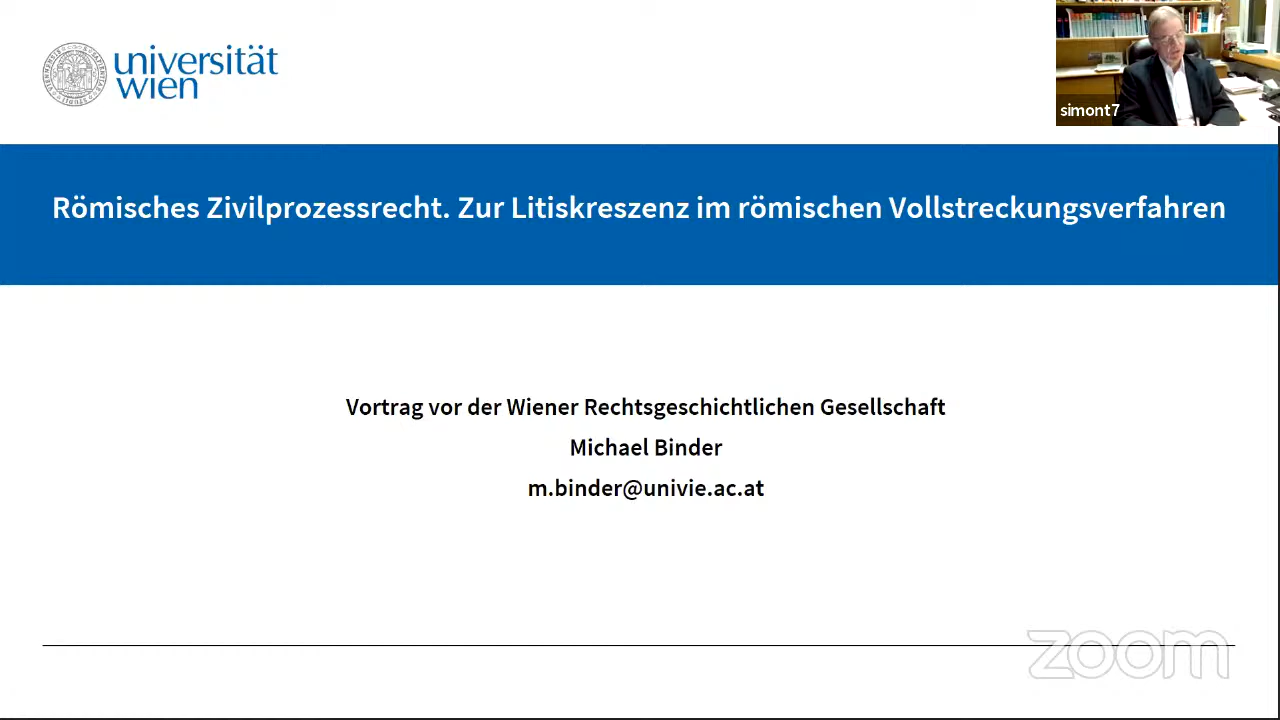 universität
wien
simont7
Römisches Zivilprozessrecht. Zur Litiskreszenz im römischen Vollstreckungsverfahren
Vortrag vor der Wiener Rechtsgeschichtlichen Gesellschaft
Michael Binder
m.binder@univie.ac.at
zoom